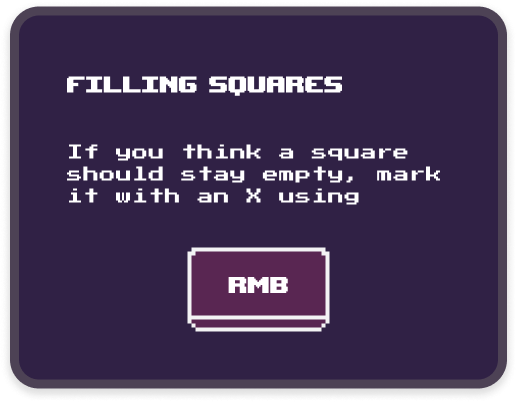 FILLING SQUARES
If you think a square
should stay empty, mark
it with an X using
RMB